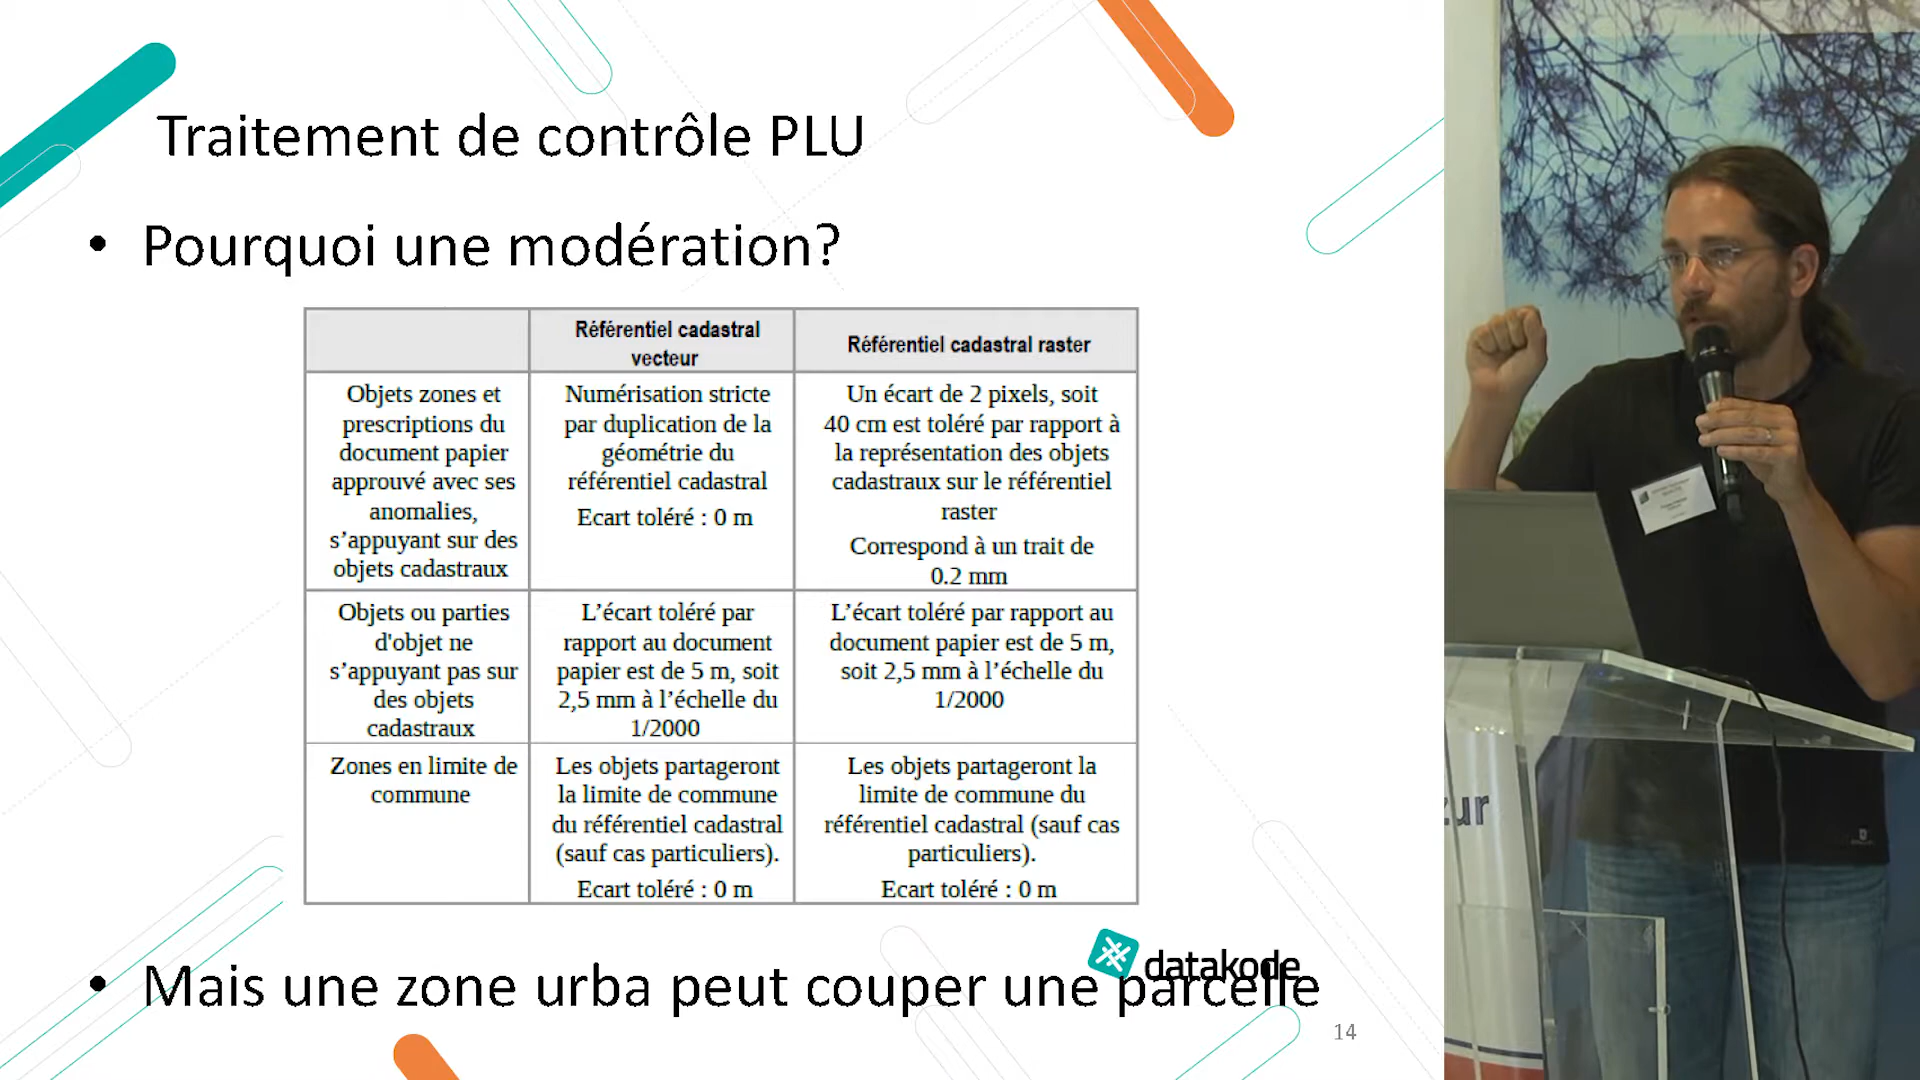 Traitement de contrôle PLU
• Pourquoi une modération?
Référentiel cadastral
vecteur
Référentiel cadastral raster
Objets zones et
prescriptions du
document papier
approuvé avec ses
anomalies,
s’appuyant sur des
objets cadastraux
Numérisation stricte
par duplication de la
géométrie du
référentiel cadastral
Ecart toléré : 0 m
Un écart de 2 pixels, soit
40 cm est toléré par rapport à
la représentation des objets
cadastraux sur le référentiel
raster
Correspond à un trait de
0.2 mm
Objets ou parties
d'objet ne
s’appuyant pas sur
des objets
cadastraux
L’écart toléré par
rapport au document
papier est de 5 m, soit
2,5 mm à l’échelle du
1/2000
L’écart toléré par rapport au
document papier est de 5 m,
soit 2,5 mm à l’échelle du
1/2000
Zones en limite de
commune
Les objets partageront
la limite de commune
du référentiel cadastral
(sauf cas particuliers).
Ecart toléré : 0 m
Les objets partageront la
limite de commune du
référentiel cadastral (sauf cas
particuliers).
Ecart toléré : 0 m
datakode
• Mais une zone urba peut couper une parcelle
14
zur